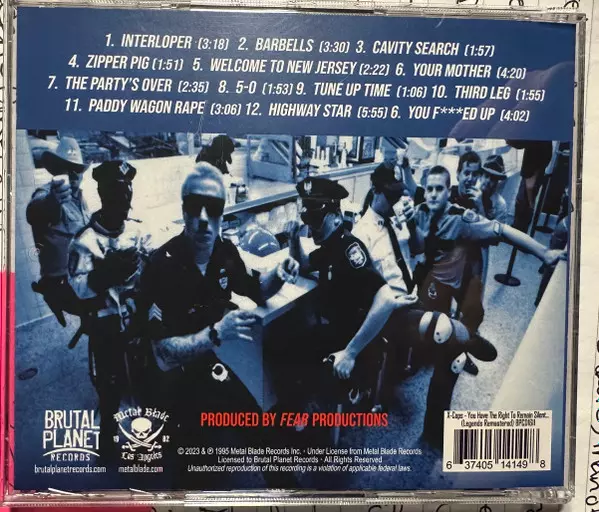 1. INTERLOPER (3:18) 2. BARBELLS (3:30) 3. CAVITY SEARCH (1:57)
4. ZIPPER PIG (1:51) 5. WELCOME TO NEW JERSEY (2:22) 6. YOUR MOTHER (4:20)
7. THE PARTY'S OVER (2:35) 8. 5-0 (1:53) 9. TUNE UP TIME (1:06) 10. THIRD LEG (1:55)
11. PADDY WAGON RAPE (3:06) 12. HIGHWAY STAR (5:55) 6. YOU F***ED UP (4:02)
BRUTAL
PLANET
RECORDS
brutalplanetrecords.com
Metal Blade
19 82
Los Angeles
metalblade.com
PRODUCED BY FEAR PRODUCTIONS
© 2023 & ℗ 1995 Metal Blade Records Inc. • Under License from Metal Blade Records
Licensed to Brutal Planet Records • All Rights Reserved
Unauthorized reproduction of this recording is a violation of applicable federal laws.
X-Cops - You Have The Right To Remain Silent...
(Legends Remastered)
6 37405 14149 8